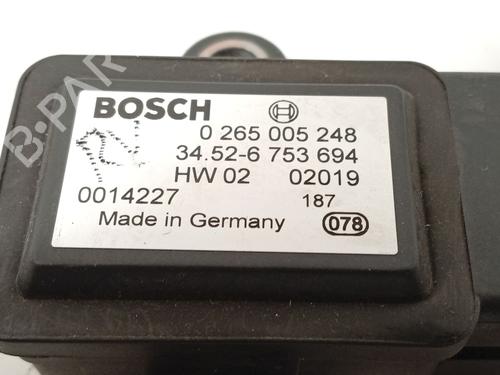 BOSCH
0 265 005 248
34.52-6 753 694
HW 02 02019
0014227 187
Made in Germany 078
B-PARTS